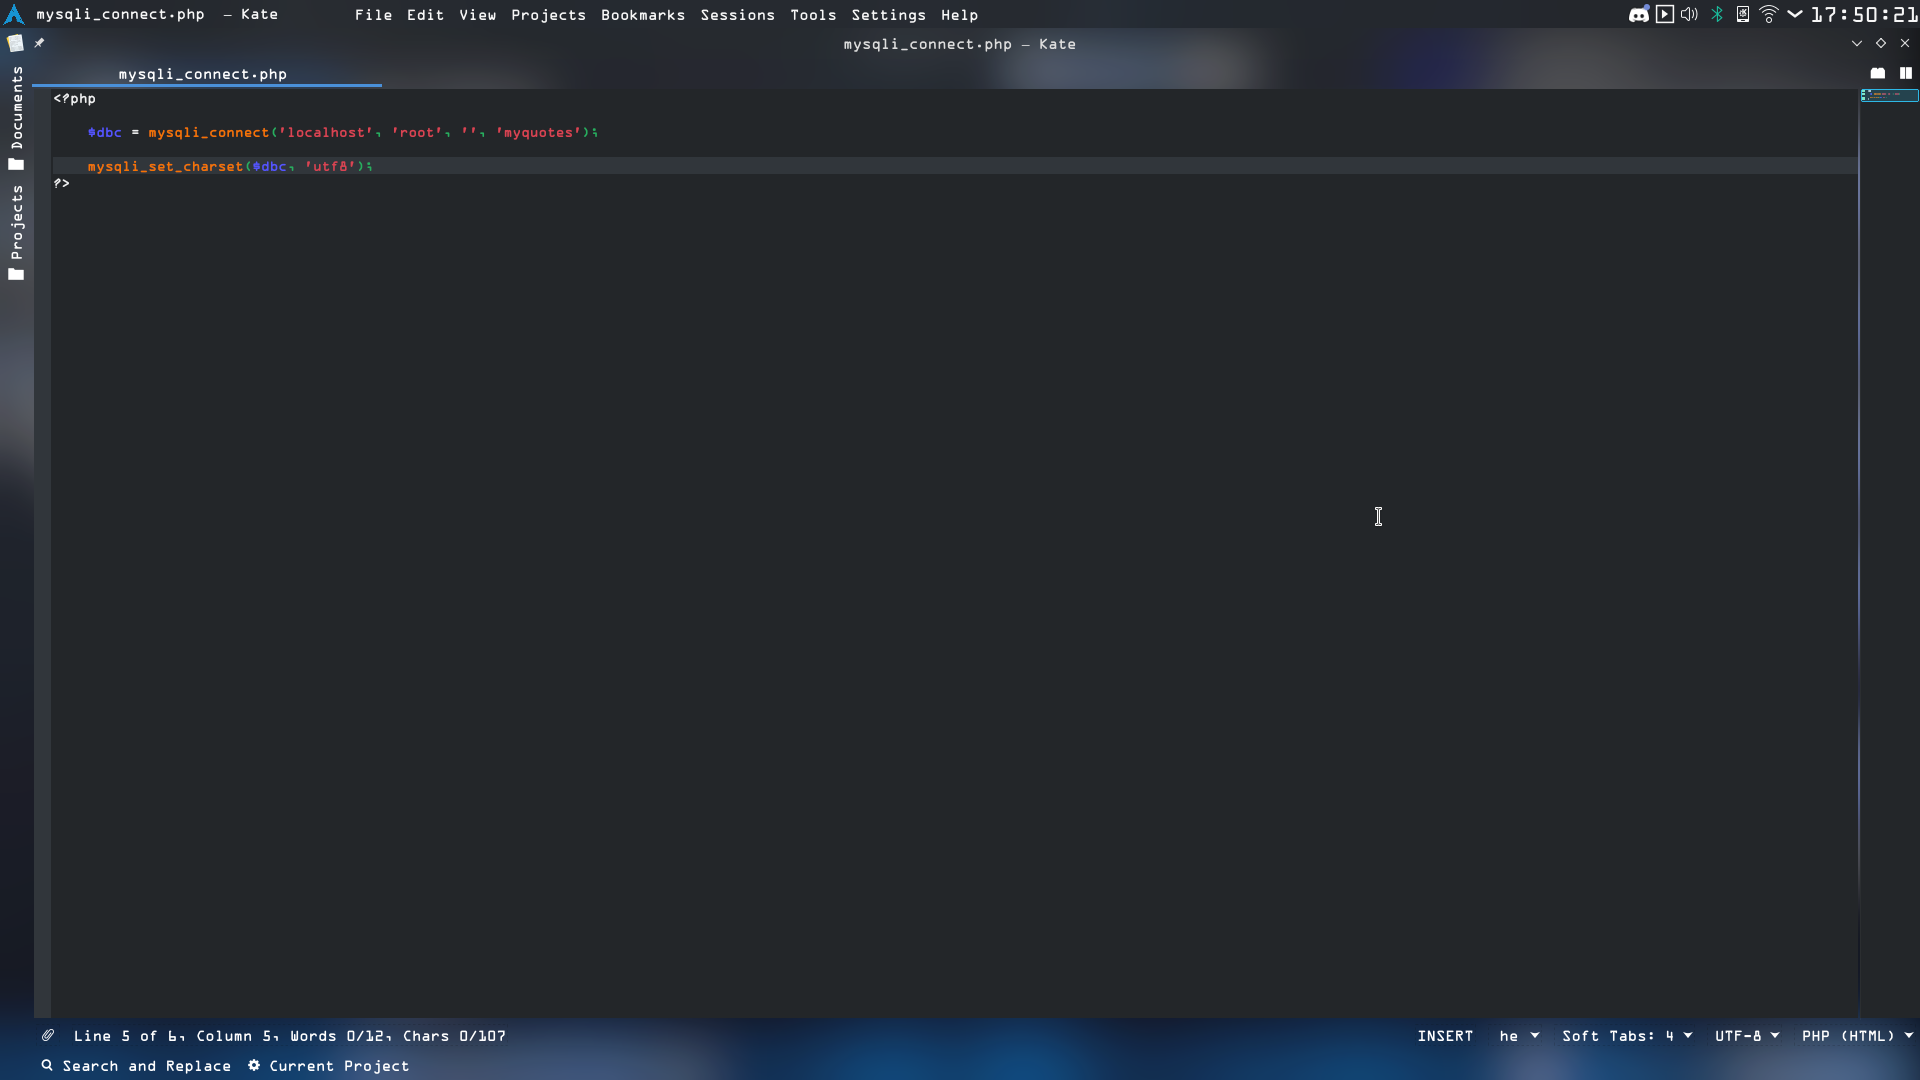 mysqli_connect.php – Kate File Edit View Projects Bookmarks Sessions Tools Settings Help 17:50:21
mysqli_connect.php – Kate
mysqli_connect.php
Documents
Projects
<?php
$dbc = mysqli_connect('localhost', 'root', '', 'myquotes');
mysqli_set_charset($dbc, 'utf8');
?>
Line 5 of 6, Column 5, Words 0/12, Chars 0/107 INSERT he Soft Tabs: 4 UTF-8 PHP (HTML)
Search and Replace Current Project